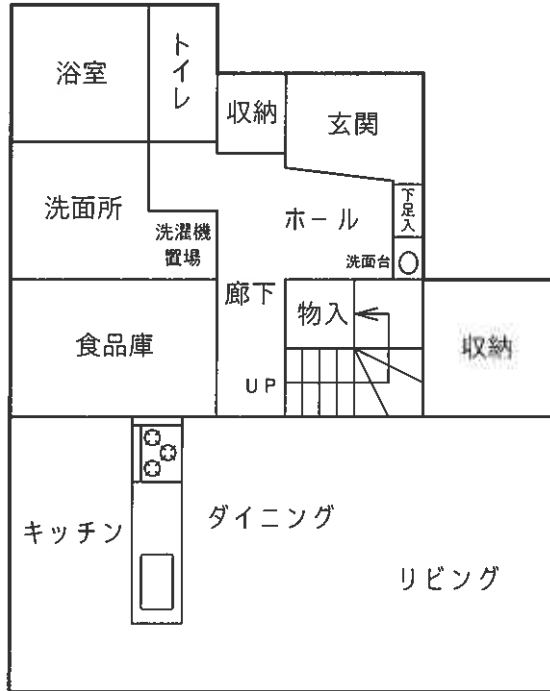 浴室
トイレ
収納
玄関
洗面所
洗濯機
置場
ホール
下足入
洗面台
食品庫
廊下
物入
収納
UP
キッチン
ダイニング
リビング